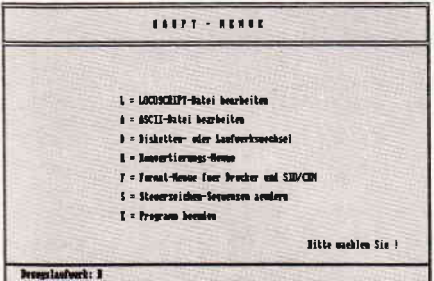 HAUPT - MENUE
L = LOCOSCRIPT-Datei bearbeiten
A = ASCII-Datei bearbeiten
D = Disketten- oder Laufwerkswechsel
K = Konvertierungs-Menue
F = Format-Menue fuer Drucker und SID/CBM
S = Steuerzeichen-Sequenzen aendern
E = Programm beenden
Bitte waehlen Sie !
Bezugslaufwerk: